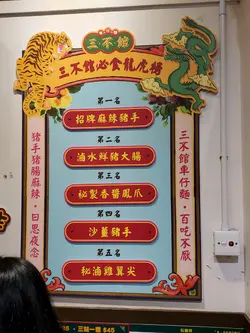 三不館
三不館必食龍虎榜
第一名
招牌麻辣豬手
第二名
滷水鮮豬大腸
第三名
秘製香醬鳳爪
第四名
沙薑豬手
第五名
秘滷雞翼尖
豬手豬腸麻辣，日思夜念
三不館車仔麵，百吃不厭